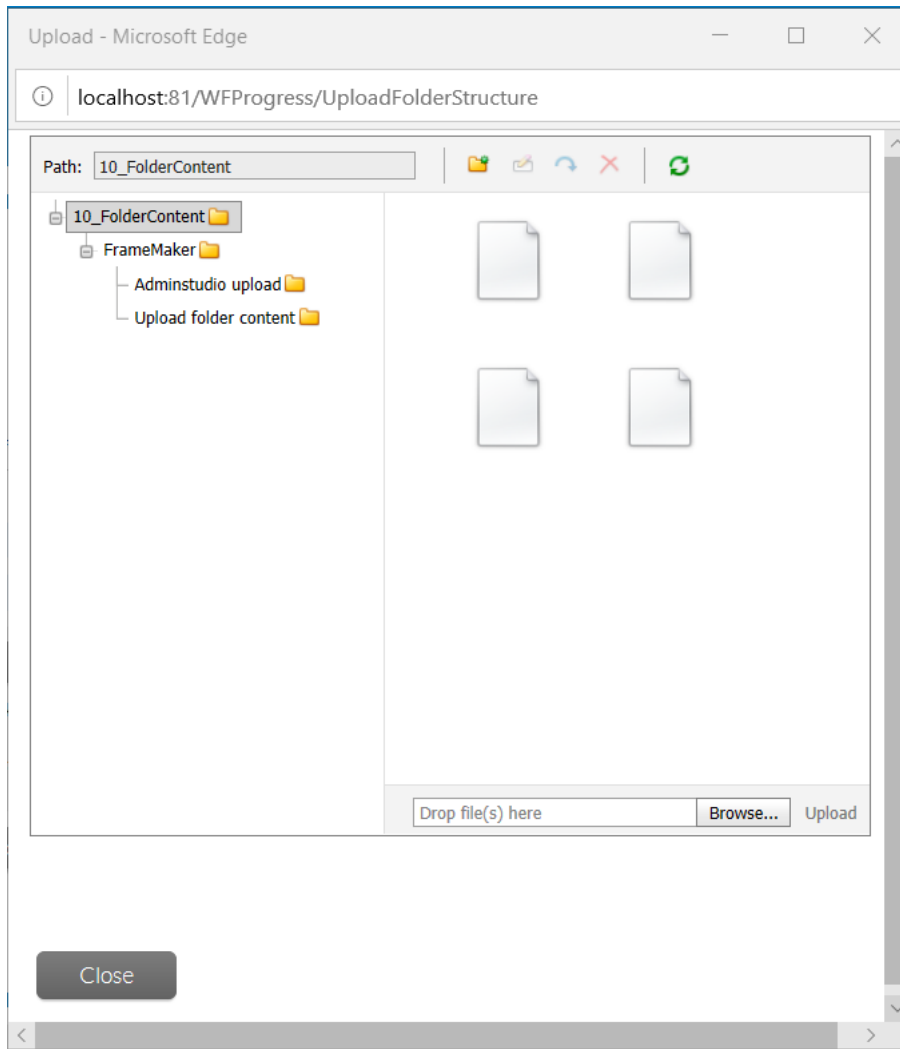 Upload - Microsoft Edge
localhost:81/WFProgress/UploadFolderStructure
Path: 10_FolderContent
10_FolderContent
FrameMaker
Adminstudio upload
Upload folder content
Drop file(s) here Browse... Upload
Close